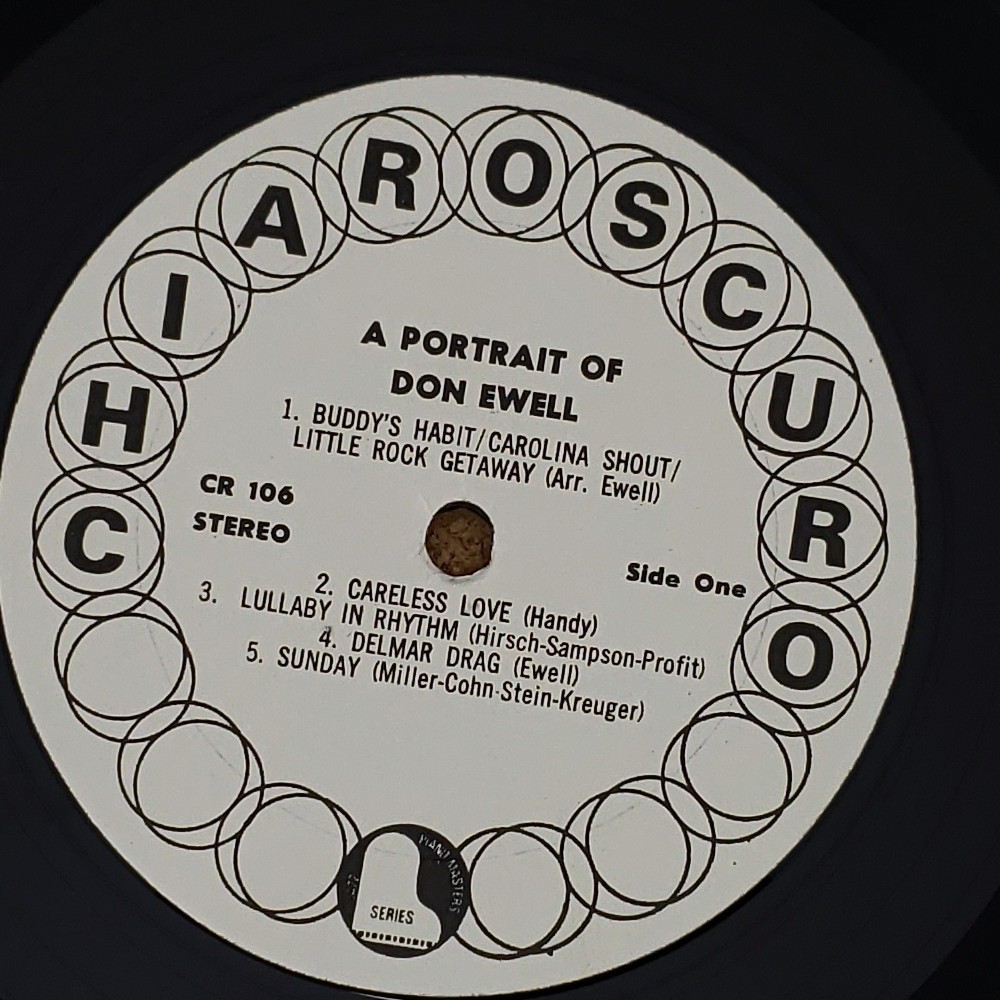 CHIAROSCURO
A PORTRAIT OF
DON EWELL
1. BUDDY'S HABIT/CAROLINA SHOUT/
LITTLE ROCK GETAWAY (Arr. Ewell)
CR 106
STEREO
Side One
2. CARELESS LOVE (Handy)
3. LULLABY IN RHYTHM (Hirsch-Sampson-Profit)
4. DELMAR DRAG (Ewell)
5. SUNDAY (Miller-Cohn-Stein-Kreuger)
PIANO MASTERS
SERIES